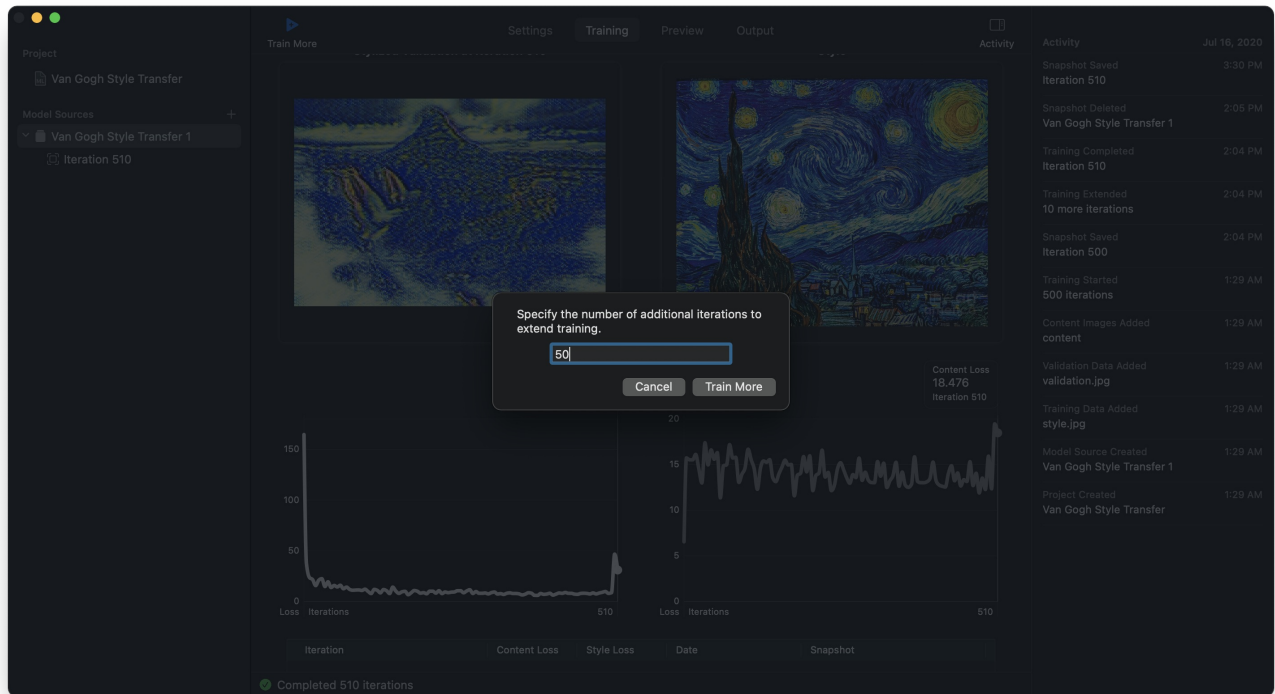 Train More
Settings
Training
Preview
Output
Activity
Project
Van Gogh Style Transfer
Model Sources
Van Gogh Style Transfer 1
Iteration 510
Specify the number of additional iterations to
extend training.
50
Cancel
Train More
Content Loss
18.476
Iteration 510
150
100
50
0
Loss Iterations
510
20
15
10
5
0
Loss Iterations
510
Iteration
Content Loss
Style Loss
Date
Snapshot
Completed 510 iterations
Activity
Jul 16, 2020
Snapshot Saved
3:30 PM
Iteration 510
Snapshot Deleted
2:05 PM
Van Gogh Style Transfer 1
Training Completed
2:04 PM
Iteration 510
Training Extended
2:04 PM
10 more iterations
Snapshot Saved
2:04 PM
Iteration 500
Training Started
1:29 AM
500 iterations
Content Images Added
1:29 AM
content
Validation Data Added
1:29 AM
validation.jpg
Training Data Added
1:29 AM
style.jpg
Model Source Created
1:29 AM
Van Gogh Style Transfer 1
Project Created
1:29 AM
Van Gogh Style Transfer